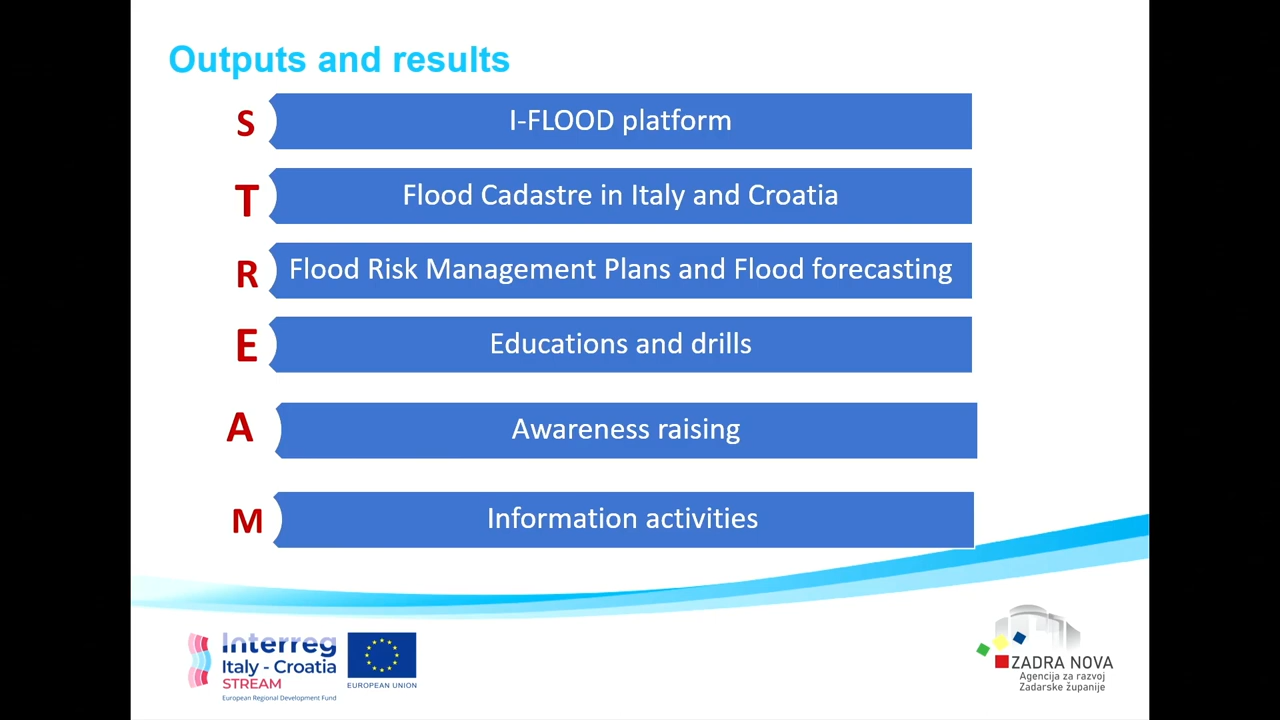 Outputs and results
S
I-FLOOD platform
T
Flood Cadastre in Italy and Croatia
R
Flood Risk Management Plans and Flood forecasting
E
Educations and drills
A
Awareness raising
M
Information activities
Interreg
Italy - Croatia
STREAM
European Regional Development Fund
EUROPEAN UNION
ZADRA NOVA
Agencija za razvoj
Zadarske županije